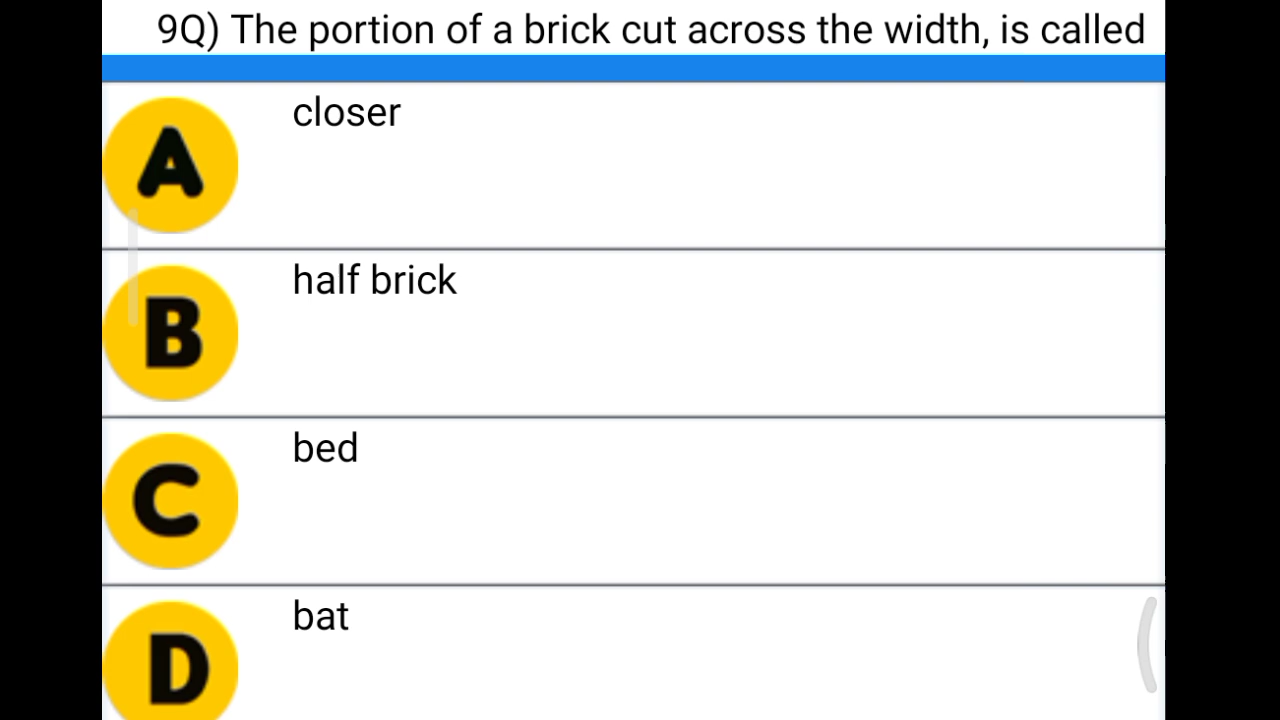 9Q) The portion of a brick cut across the width, is called
A
closer
B
half brick
C
bed
D
bat